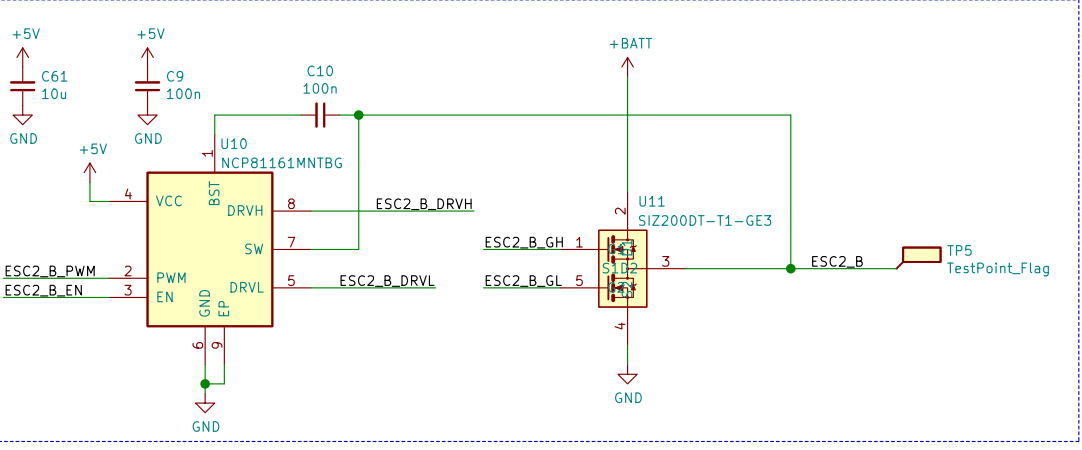 +5V
C61
10u
GND
+5V
C9
100n
GND
C10
100n
+5V
U10
NCP81161MNTBG
1
BST
4
VCC
DRVH
8
ESC2_B_DRVH
SW
7
ESC2_B_PWM
2
PWM
ESC2_B_EN
3
EN
DRVL
5
ESC2_B_DRVL
GND
EP
6
9
GND
+BATT
2
U11
SIZ200DT-T1-GE3
ESC2_B_GH
1
S1D2
3
ESC2_B_GL
5
4
GND
ESC2_B
TP5
TestPoint_Flag